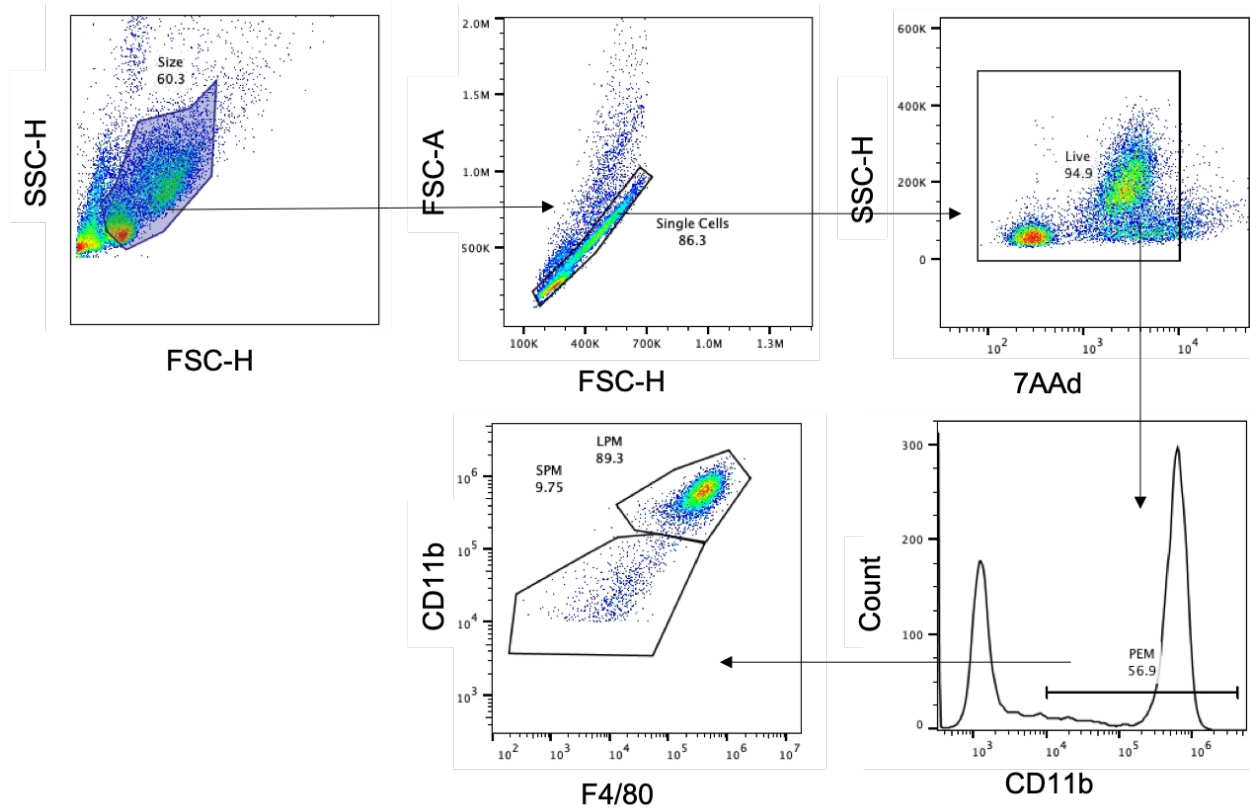 Size
60.3
SSC-H
FSC-H
2.0M
1.5M
1.0M
500K
FSC-A
Single Cells
86.3
100K 400K 700K 1.0M 1.3M
FSC-H
600K
400K
200K
0
SSC-H
Live
94.9
10² 10³ 10⁴
7AAd
LPM
89.3
SPM
9.75
10⁶
10⁵
10⁴
10³
CD11b
10² 10³ 10⁴ 10⁵ 10⁶ 10⁷
F4/80
300
200
100
0
Count
PEM
56.9
10³ 10⁴ 10⁵ 10⁶
CD11b